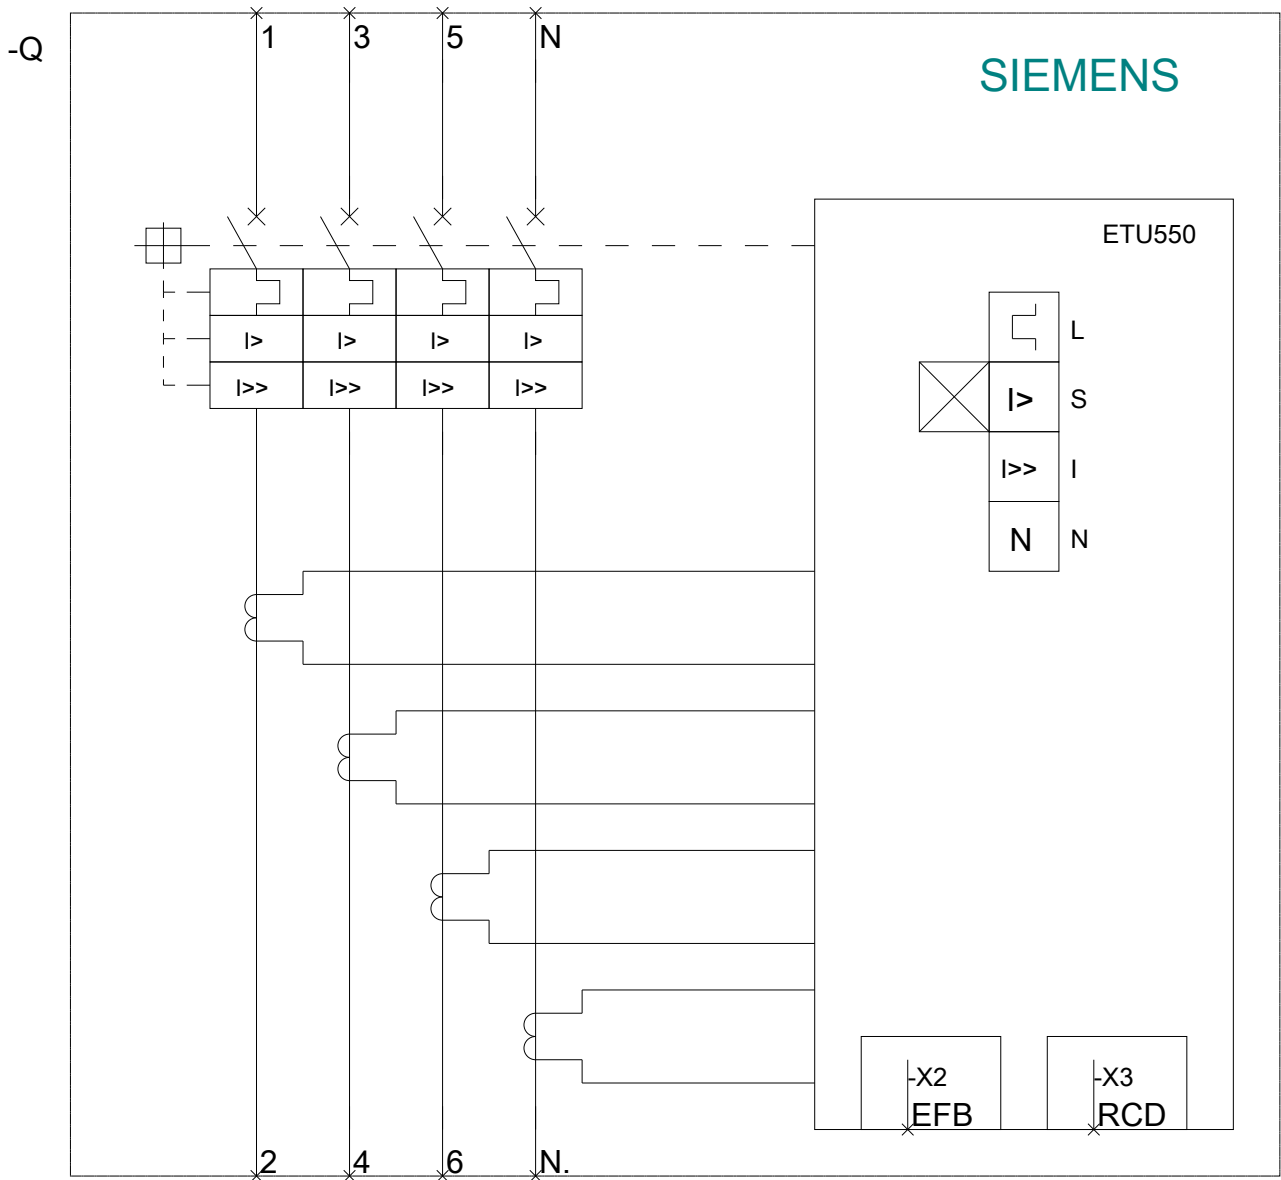 1 3 5 N
-Q
SIEMENS
ETU550
L
I> I> I> I>
I>> I>> I>> I>>
I> S
I>> I
N N
-X2 -X3
EFB RCD
2 4 6 N.